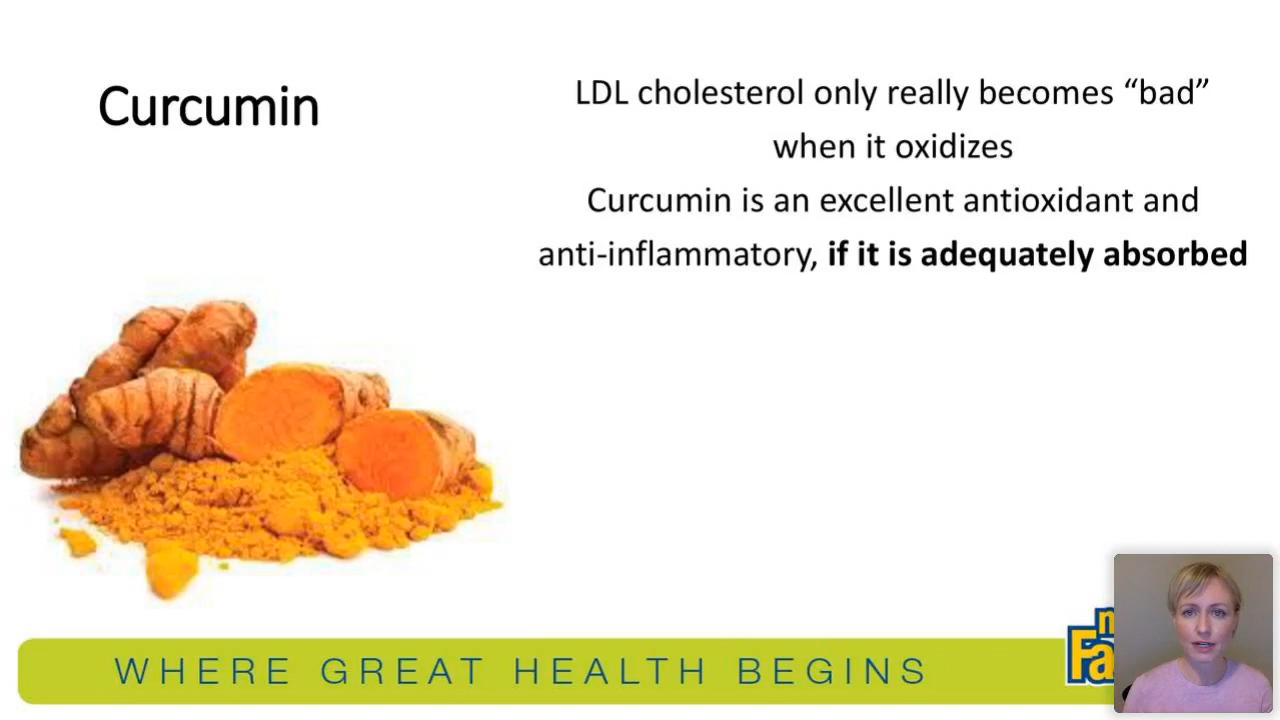 Curcumin
LDL cholesterol only really becomes “bad”
when it oxidizes
Curcumin is an excellent antioxidant and
anti-inflammatory, if it is adequately absorbed
WHERE GREAT HEALTH BEGINS